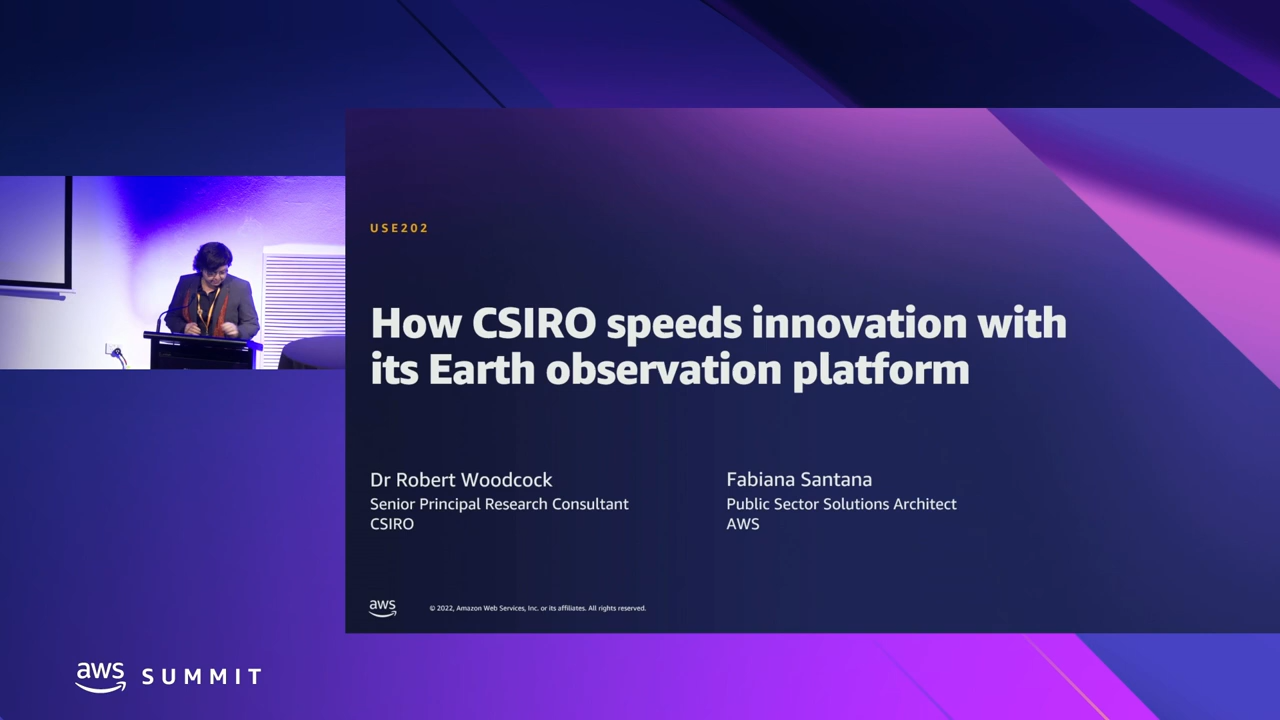 USE202
How CSIRO speeds innovation with
its Earth observation platform
Dr Robert Woodcock
Senior Principal Research Consultant
CSIRO
Fabiana Santana
Public Sector Solutions Architect
AWS
aws
© 2022, Amazon Web Services, Inc. or its affiliates. All rights reserved.
aws SUMMIT